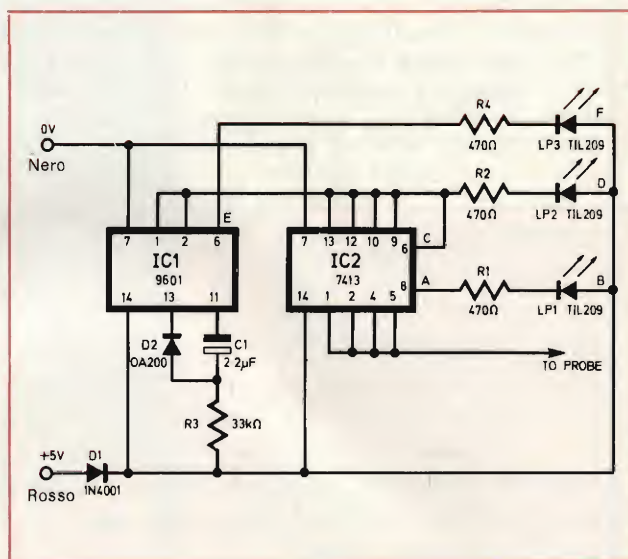 R4
F
0V
470Ω
LP3 TIL209
Nero
R2
D
E
470Ω
LP2 TIL209
7 1 2 6
7 13 12 10 9
6 C
IC1
IC2
R1
9601
7413
8 A
B
14 13 11
14 1 2 4 5
470Ω
LP1 TIL209
D2
C1
OA200
2 2µF
TO PROBE
R3
33kΩ
+5V
D1
Rosso
1N4001